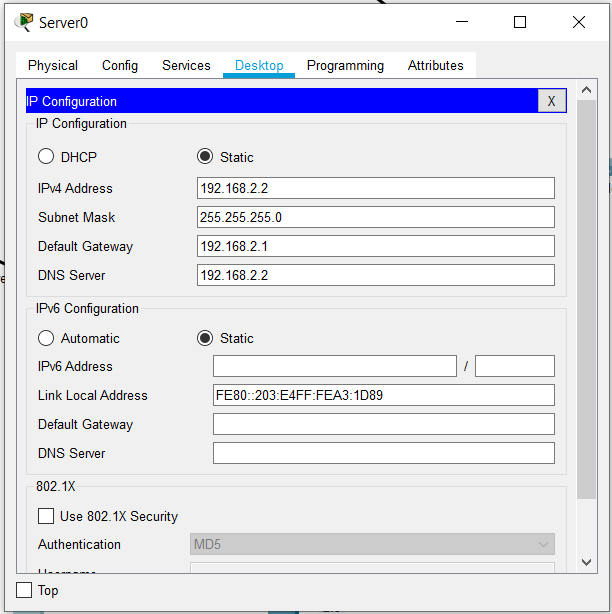 Server0
Physical Config Services Desktop Programming Attributes
IP Configuration X
IP Configuration
DHCP Static
IPv4 Address 192.168.2.2
Subnet Mask 255.255.255.0
Default Gateway 192.168.2.1
DNS Server 192.168.2.2
IPv6 Configuration
Automatic Static
IPv6 Address /
Link Local Address FE80::203:E4FF:FEA3:1D89
Default Gateway
DNS Server
802.1X
Use 802.1X Security
Authentication MD5
Username
Top